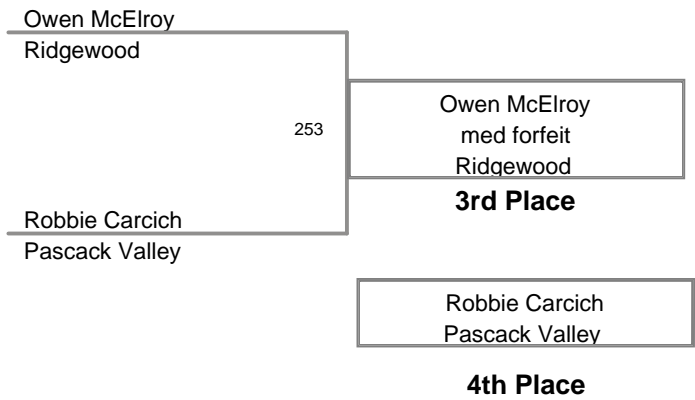 Owen McElroy
Ridgewood
253
Owen McElroy
med forfeit
Ridgewood
3rd Place
Robbie Carcich
Pascack Valley
Robbie Carcich
Pascack Valley
4th Place